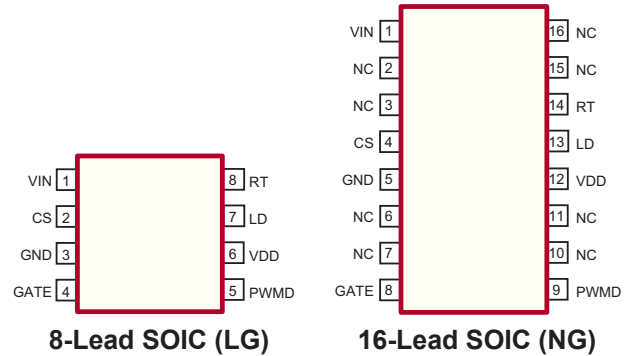 VIN 1
8 RT
CS 2
7 LD
GND 3
6 VDD
GATE 4
5 PWMD
8-Lead SOIC (LG)
VIN 1
16 NC
NC 2
15 NC
NC 3
14 RT
CS 4
13 LD
GND 5
12 VDD
NC 6
11 NC
NC 7
10 NC
GATE 8
9 PWMD
16-Lead SOIC (NG)